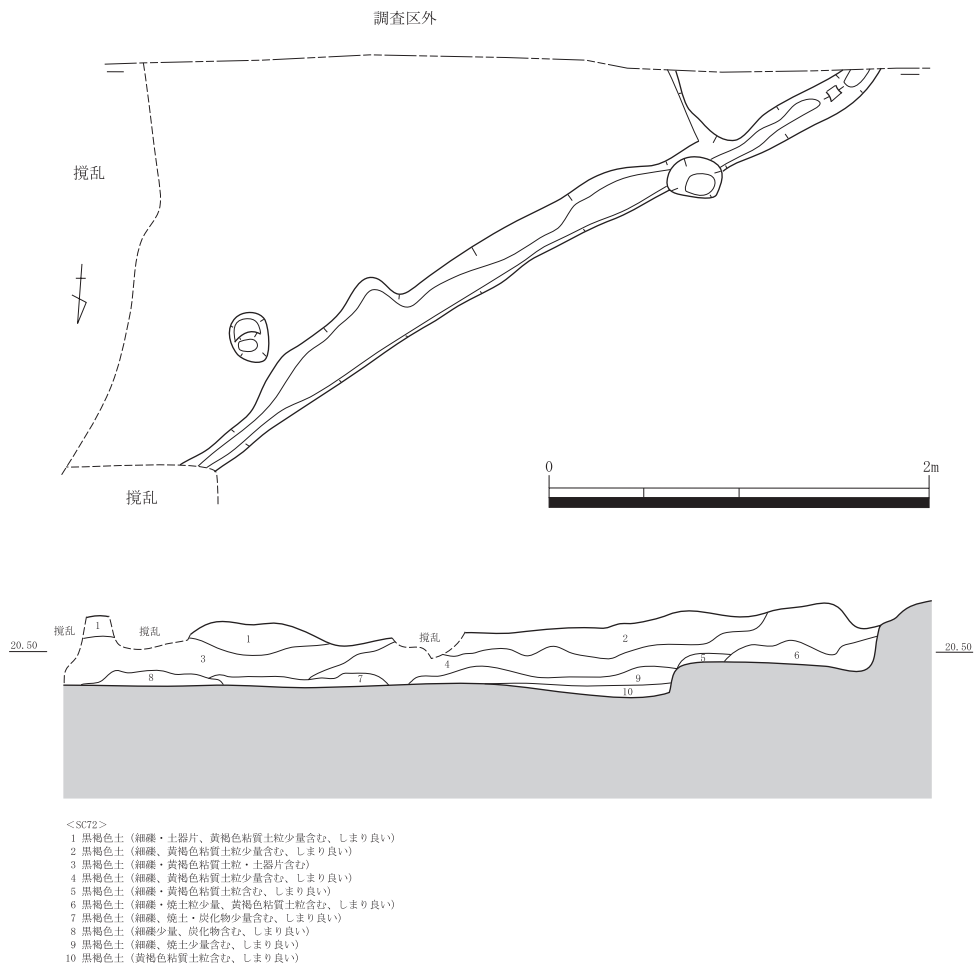 調査区外
撹乱
撹乱
0 2m
1
撹乱 撹乱 1 撹乱 2
20.50 20.50
3 4 5 6
8 7 9
10
<SC72>
1 黒褐色土（細礫・土器片、黄褐色粘質土粒少量含む、しまり良い）
2 黒褐色土（細礫、黄褐色粘質土粒少量含む、しまり良い）
3 黒褐色土（細礫・黄褐色粘質土粒・土器片含む）
4 黒褐色土（細礫、黄褐色粘質土粒少量含む、しまり良い）
5 黒褐色土（細礫・黄褐色粘質土粒含む、しまり良い）
6 黒褐色土（細礫・焼土粒少量、黄褐色粘質土粒含む、しまり良い）
7 黒褐色土（細礫、焼土・炭化物少量含む、しまり良い）
8 黒褐色土（細礫少量、炭化物含む、しまり良い）
9 黒褐色土（細礫、焼土少量含む、しまり良い）
10 黒褐色土（黄褐色粘質土粒含む、しまり良い）